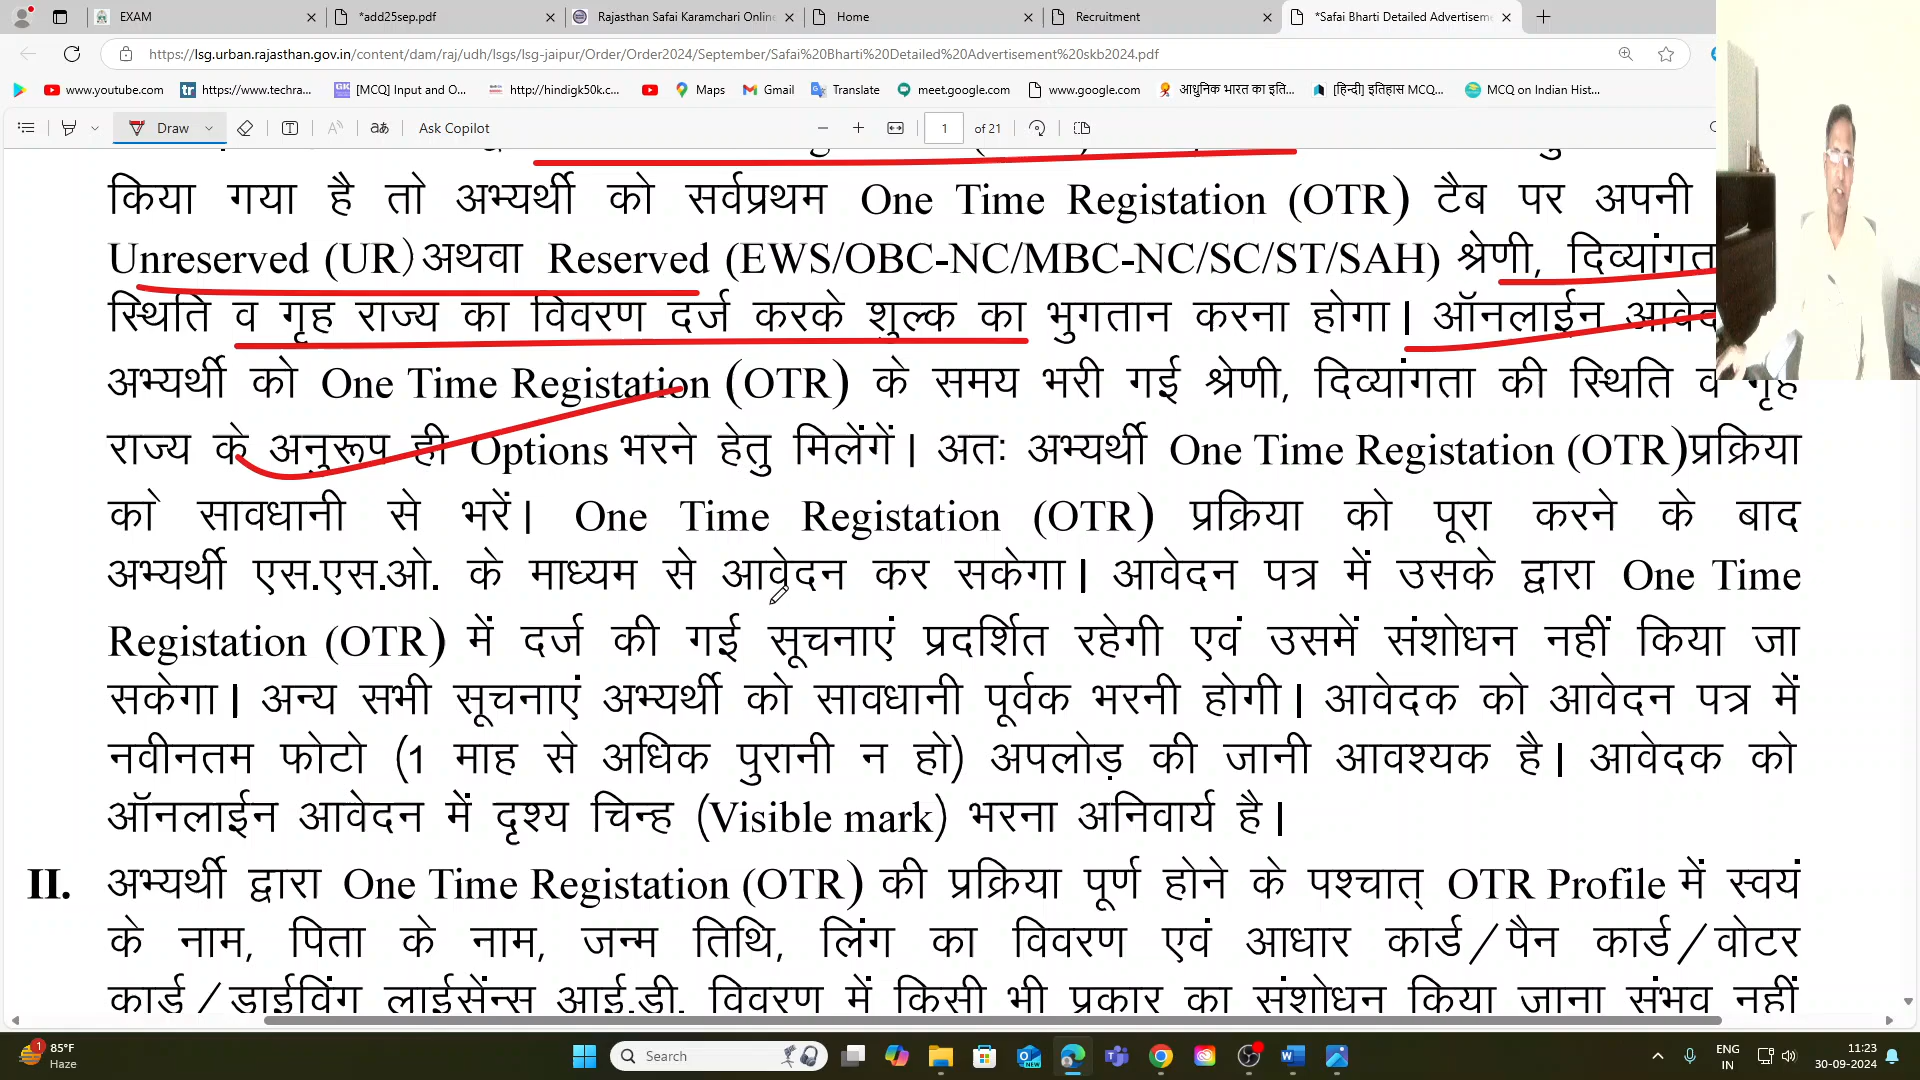 EXAM
*add25sep.pdf
Rajasthan Safai Karamchari Online
Home
Recruitment
*Safai Bharti Detailed Advertisem
https://lsg.urban.rajasthan.gov.in/content/dam/raj/udh/lsgs/lsg-jaipur/Order/Order2024/September/Safai%20Bharti%20Detailed%20Advertisement%20skb2024.pdf
www.youtube.com
https://www.techra...
[MCQ] Input and O...
http://hindigk50k.c...
Maps
Gmail
Translate
meet.google.com
www.google.com
आधुनिक भारत का इति...
[हिन्दी] इतिहास MCQ...
MCQ on Indian Hist...
Draw
Ask Copilot
1 of 21
किया गया है तो अभ्यर्थी को सर्वप्रथम One Time Registation (OTR) टैब पर अपनी
Unreserved (UR)अथवा Reserved (EWS/OBC-NC/MBC-NC/SC/ST/SAH) श्रेणी, दिव्यांगत
स्थिति व गृह राज्य का विवरण दर्ज करके शुल्क का भुगतान करना होगा। ऑनलाईन आवेद
अभ्यर्थी को One Time Registation (OTR) के समय भरी गई श्रेणी, दिव्यांगता की स्थिति व गृह
राज्य के अनुरूप ही Options भरने हेतु मिलेंगें। अतः अभ्यर्थी One Time Registation (OTR)प्रक्रिया
को सावधानी से भरें। One Time Registation (OTR) प्रक्रिया को पूरा करने के बाद
अभ्यर्थी एस.एस.ओ. के माध्यम से आवेदन कर सकेगा। आवेदन पत्र में उसके द्वारा One Time
Registation (OTR) में दर्ज की गई सूचनाएं प्रदर्शित रहेगी एवं उसमें संशोधन नहीं किया जा
सकेगा। अन्य सभी सूचनाएं अभ्यर्थी को सावधानी पूर्वक भरनी होगी। आवेदक को आवेदन पत्र में
नवीनतम फोटो (1 माह से अधिक पुरानी न हो) अपलोड़ की जानी आवश्यक है। आवेदक को
ऑनलाईन आवेदन में दृश्य चिन्ह (Visible mark) भरना अनिवार्य है।
II. अभ्यर्थी द्वारा One Time Registation (OTR) की प्रक्रिया पूर्ण होने के पश्चात् OTR Profile में स्वयं
के नाम, पिता के नाम, जन्म तिथि, लिंग का विवरण एवं आधार कार्ड/पैन कार्ड/वोटर
कार्ड/ड्राईविंग लाईसेंन्स आई.डी. विवरण में किसी भी प्रकार का संशोधन किया जाना संभव नहीं
85°F
Haze
Search
ENG
IN
11:23
30-09-2024